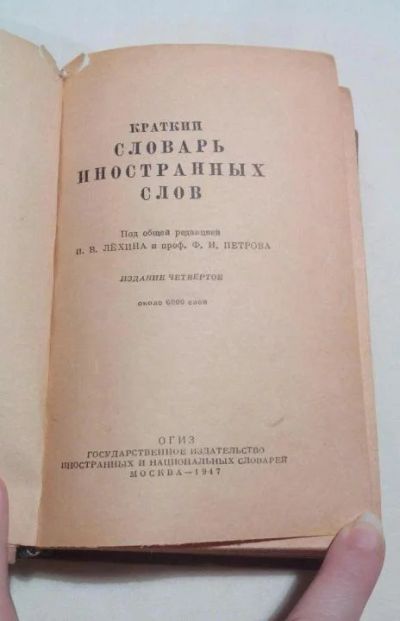 КРАТКИЙ
СЛОВАРЬ
ИНОСТРАННЫХ
СЛОВ
Под общей редакцией
И. В. ЛЁХИНА и проф. Ф. Н. ПЕТРОВА
ИЗДАНИЕ ЧЕТВЁРТОЕ
около 6000 слов
ОГИЗ
ГОСУДАРСТВЕННОЕ ИЗДАТЕЛЬСТВО
ИНОСТРАННЫХ И НАЦИОНАЛЬНЫХ СЛОВАРЕЙ
МОСКВА—1947